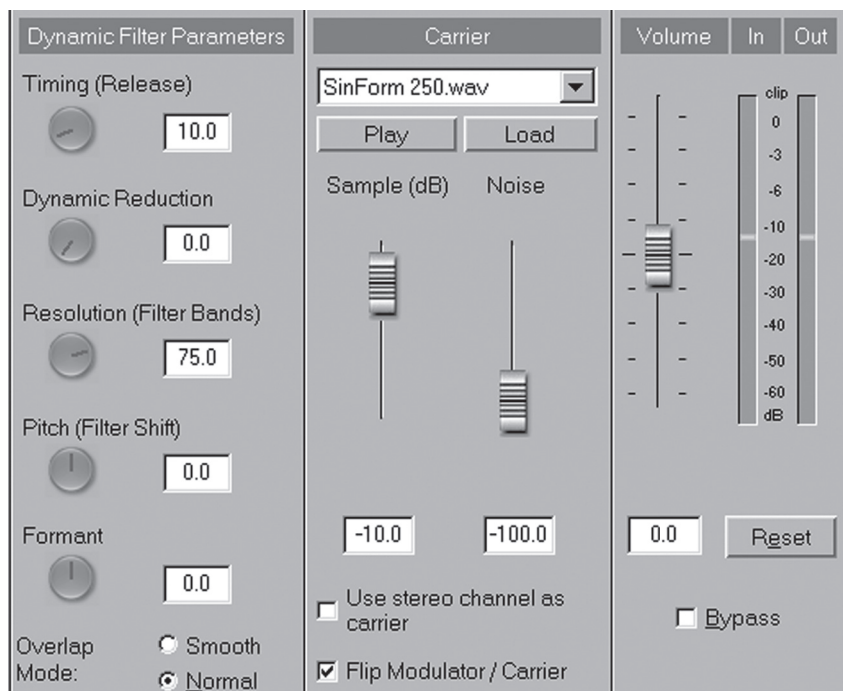 Dynamic Filter Parameters
Timing (Release)
10.0
Dynamic Reduction
0.0
Resolution (Filter Bands)
75.0
Pitch (Filter Shift)
0.0
Formant
0.0
Overlap
Mode:
Smooth
Normal
Carrier
SinForm 250.wav
Play Load
Sample (dB) Noise
-10.0 -100.0
Use stereo channel as
carrier
Flip Modulator / Carrier
Volume In Out
clip
0
-3
-6
-10
-20
-30
-40
-50
-60
dB
0.0 Reset
Bypass